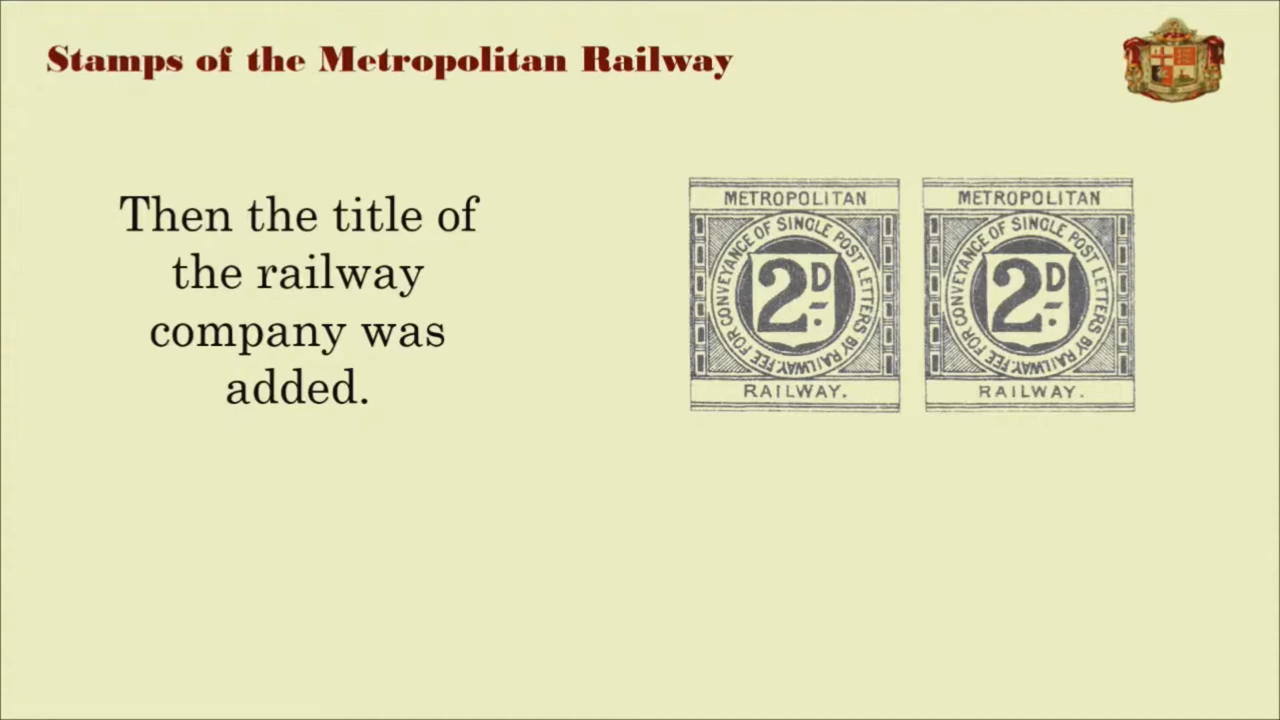 Stamps of the Metropolitan Railway
Then the title of
the railway
company was
added.
METROPOLITAN
FEE FOR CONVEYANCE OF SINGLE POST LETTERS BY RAILWAY.
2D
RAILWAY.
METROPOLITAN
FEE FOR CONVEYANCE OF SINGLE POST LETTERS BY RAILWAY.
2D
RAILWAY.